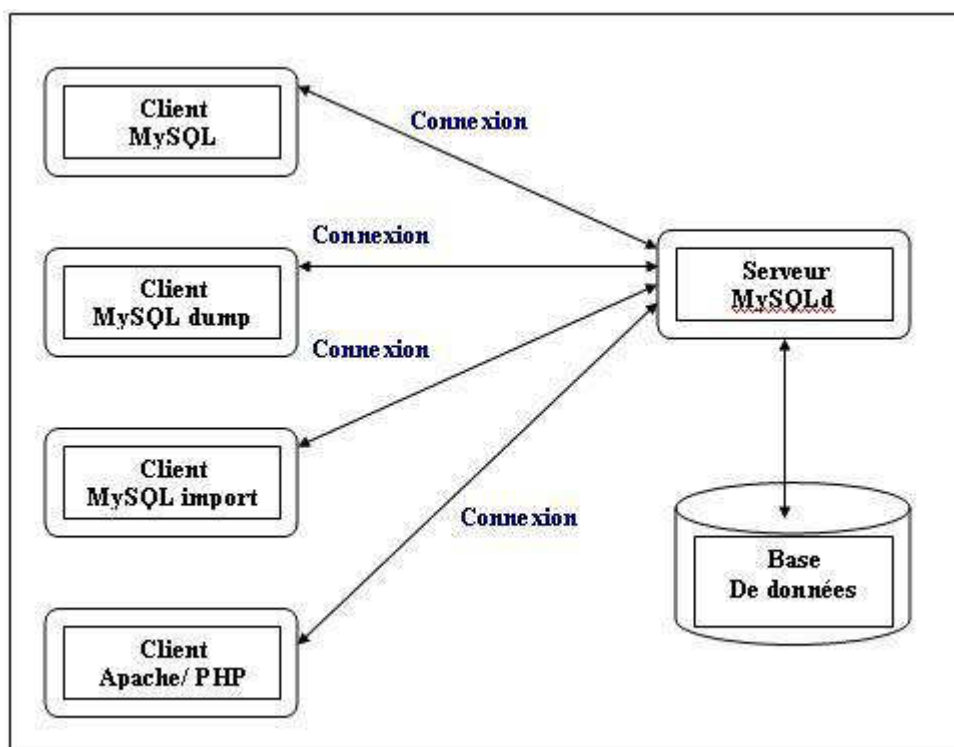 Client
MySQL
Connexion
Connexion
Client
MySQL dump
Serveur
MySQLd
Connexion
Client
MySQL import
Connexion
Base
De données
Client
Apache/ PHP